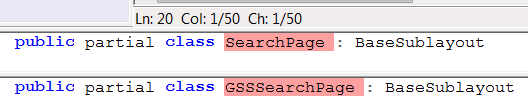 Ln: 20 Col: 1/50 Ch: 1/50
public partial class SearchPage : BaseSublayout
public partial class GSSSearchPage : BaseSublayout